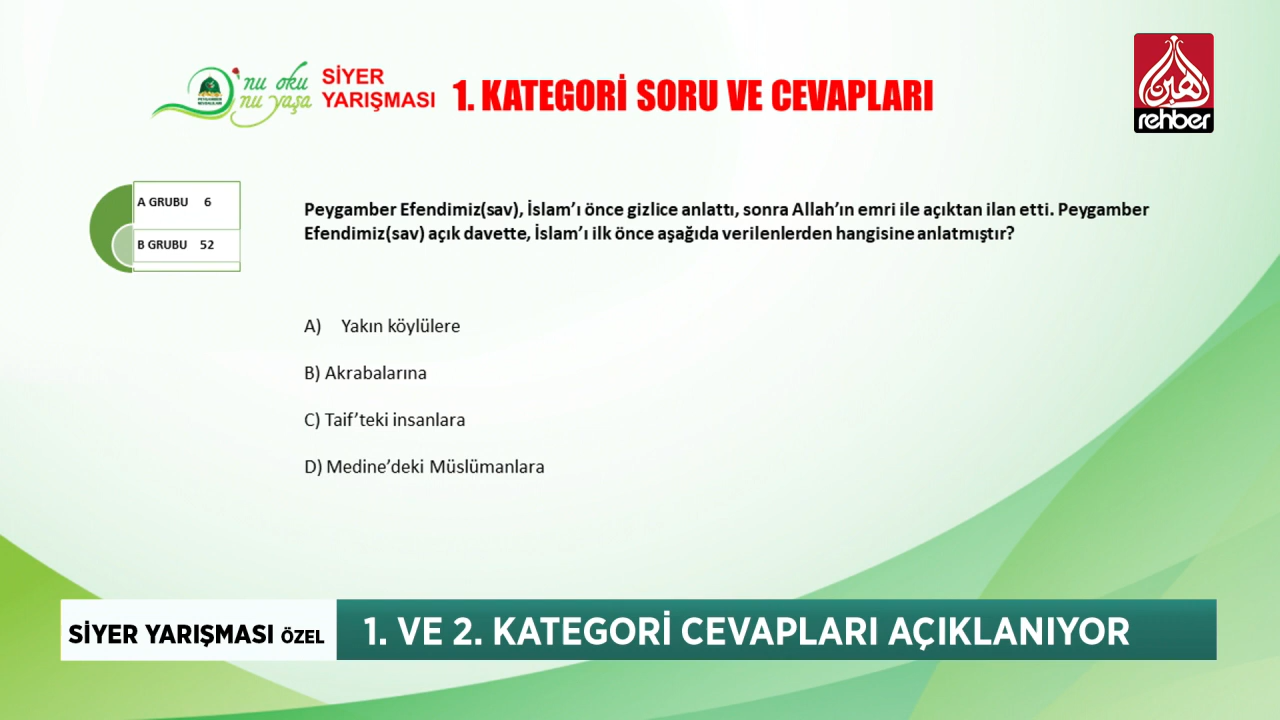 O'nu oku
O'nu yaşa
SİYER
YARIŞMASI
1. KATEGORİ SORU VE CEVAPLARI
rehber
A GRUBU 6
B GRUBU 52
Peygamber Efendimiz(sav), İslam’ı önce gizlice anlattı, sonra Allah’ın emri ile açıktan ilan etti. Peygamber
Efendimiz(sav) açık davette, İslam’ı ilk önce aşağıda verilenlerden hangisine anlatmıştır?
A) Yakın köylülere
B) Akrabalarına
C) Taif’teki insanlara
D) Medine’deki Müslümanlara
SİYER YARIŞMASI ÖZEL
1. VE 2. KATEGORİ CEVAPLARI AÇIKLANIYOR